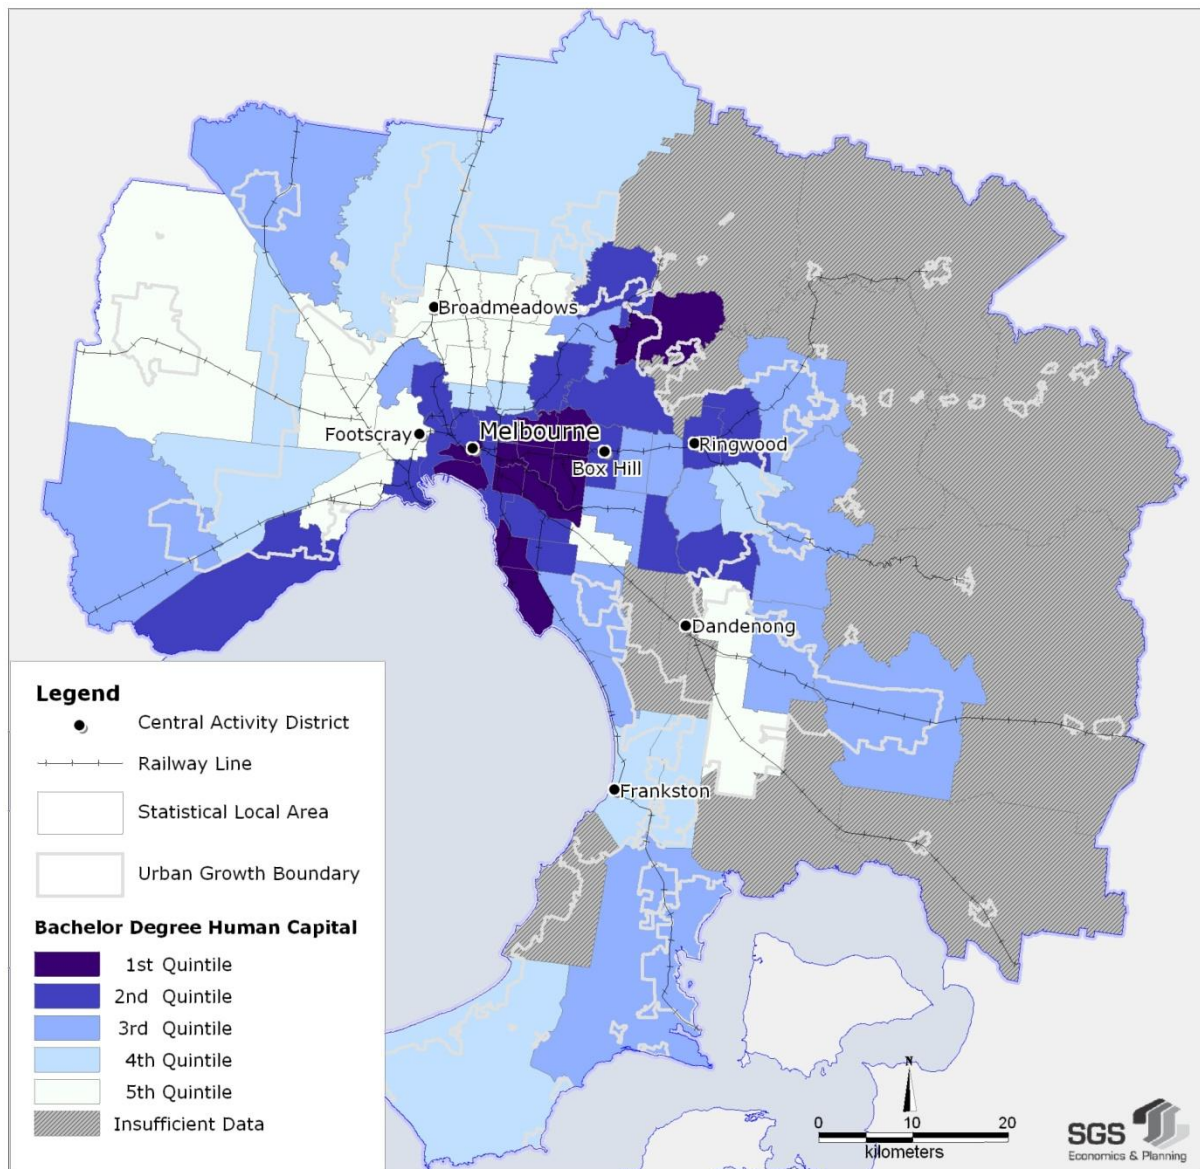 Broadmeadows
Footscray
Melbourne
Box Hill
Ringwood
Dandenong
Frankston
Legend
Central Activity District
Railway Line
Statistical Local Area
Urban Growth Boundary
Bachelor Degree Human Capital
1st Quintile
2nd Quintile
3rd Quintile
4th Quintile
5th Quintile
Insufficient Data
N
0 10 20
kilometers
SGS
Economics & Planning